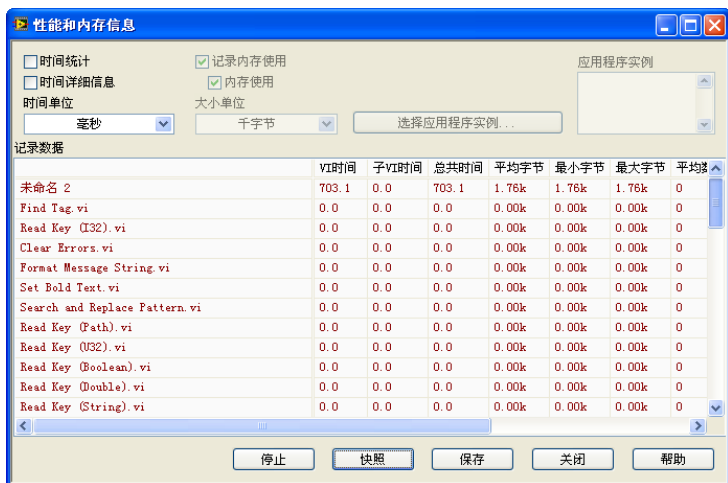 性能和内存信息
时间统计 记录内存使用 应用程序实例
时间详细信息 内存使用
时间单位 大小单位
毫秒 千字节 选择应用程序实例...
记录数据
VI时间 子VI时间 总共时间 平均字节 最小字节 最大字节
未命名 2 703.1 0.0 703.1 1.76k 1.76k 1.76k 0
Find Tag.vi 0.0 0.0 0.0 0.00k 0.00k 0.00k 0
Read Key (I32).vi 0.0 0.0 0.0 0.00k 0.00k 0.00k 0
Clear Errors.vi 0.0 0.0 0.0 0.00k 0.00k 0.00k 0
Format Message String.vi 0.0 0.0 0.0 0.00k 0.00k 0.00k 0
Set Bold Text.vi 0.0 0.0 0.0 0.00k 0.00k 0.00k 0
Search and Replace Pattern.vi 0.0 0.0 0.0 0.00k 0.00k 0.00k 0
Read Key (Path).vi 0.0 0.0 0.0 0.00k 0.00k 0.00k 0
Read Key (U32).vi 0.0 0.0 0.0 0.00k 0.00k 0.00k 0
Read Key (Boolean).vi 0.0 0.0 0.0 0.00k 0.00k 0.00k 0
Read Key (Double).vi 0.0 0.0 0.0 0.00k 0.00k 0.00k 0
Read Key (String).vi 0.0 0.0 0.0 0.00k 0.00k 0.00k 0
停止 快照 保存 关闭 帮助